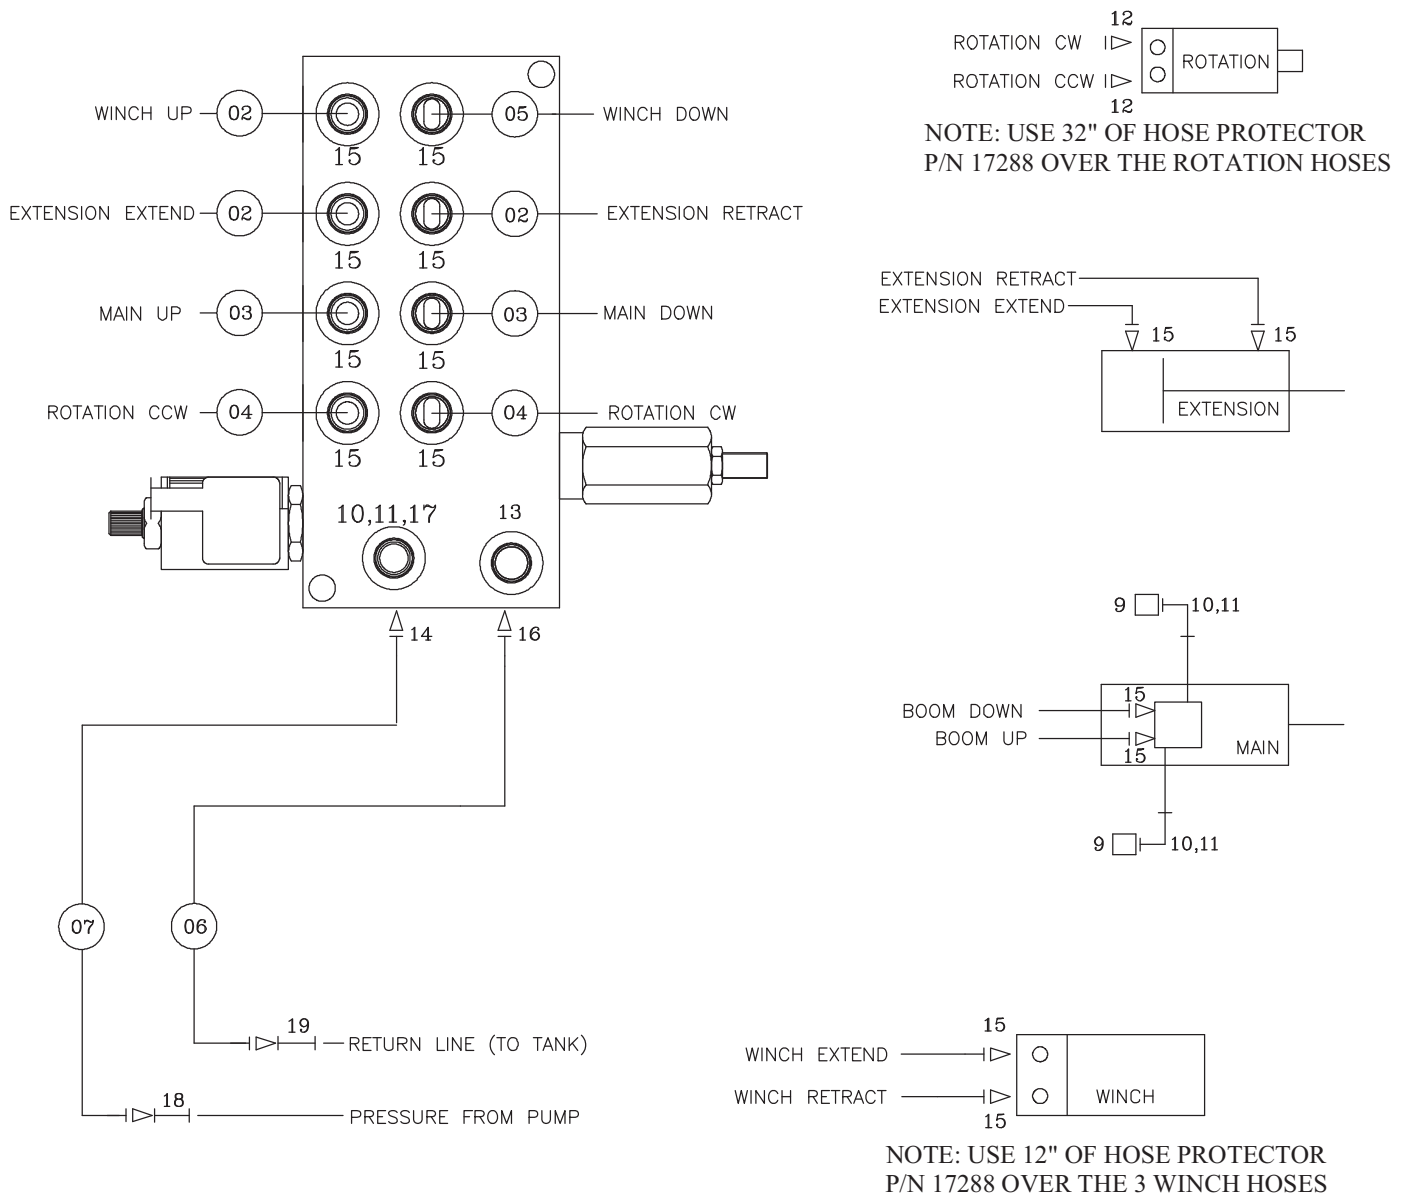 WINCH UP 02 05 WINCH DOWN
15 15
EXTENSION EXTEND 02 02 EXTENSION RETRACT
15 15
MAIN UP 03 03 MAIN DOWN
15 15
ROTATION CCW 04 04 ROTATION CW
15 15
10,11,17 13
14 16
07 06
19
RETURN LINE (TO TANK)
18
PRESSURE FROM PUMP
12
ROTATION CW
ROTATION
ROTATION CCW
12
NOTE: USE 32" OF HOSE PROTECTOR
P/N 17288 OVER THE ROTATION HOSES
EXTENSION RETRACT
EXTENSION EXTEND
15 15
EXTENSION
9 10,11
15
BOOM DOWN
BOOM UP
MAIN
15
9 10,11
15
WINCH EXTEND
WINCH RETRACT
WINCH
15
NOTE: USE 12" OF HOSE PROTECTOR
P/N 17288 OVER THE 3 WINCH HOSES